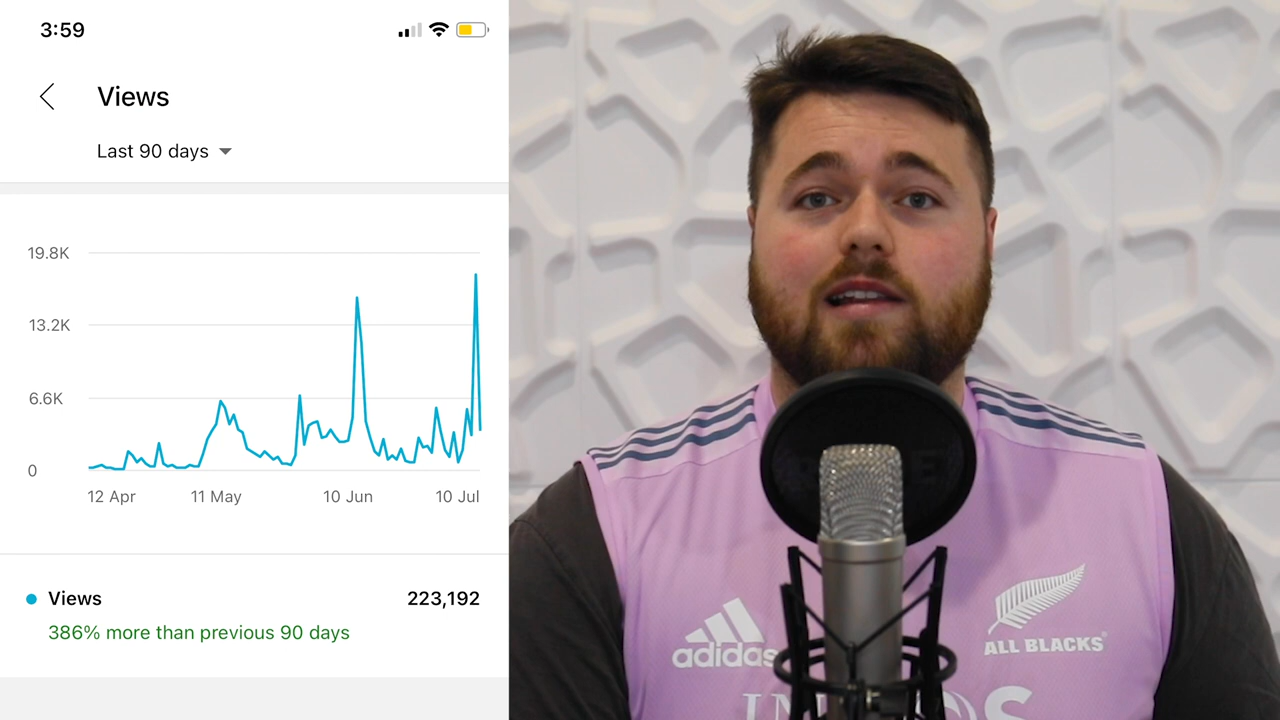 3:59
Views
Last 90 days
19.8K
13.2K
6.6K
0
12 Apr
11 May
10 Jun
10 Jul
Views
223,192
386% more than previous 90 days
adidas
ALL BLACKS